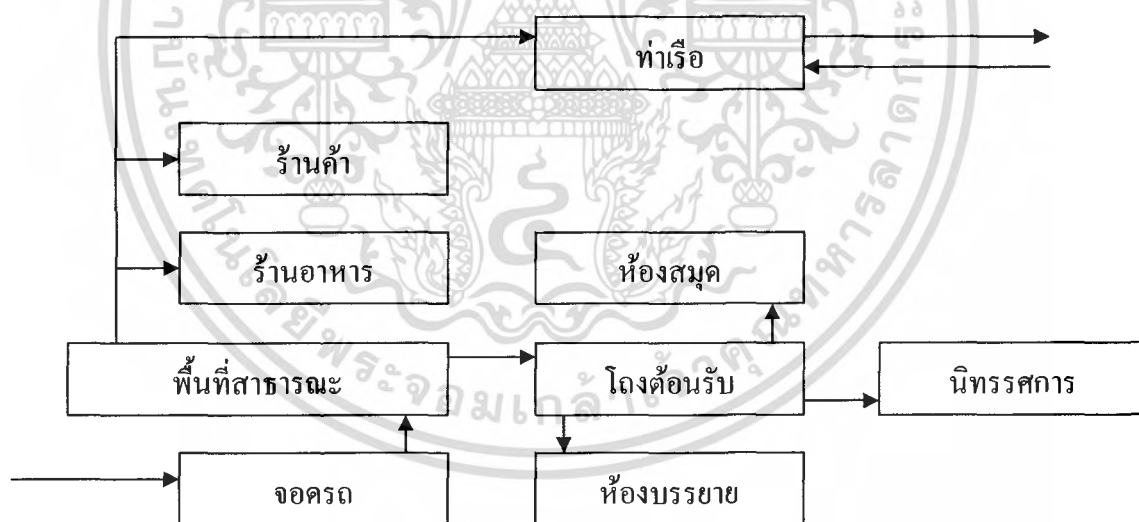 ท่าเรือ
ร้านค้า
ร้านอาหาร
ห้องสมุด
พื้นที่สาธารณะ
โถงต้อนรับ
นิทรรศการ
จอดรถ
ห้องบรรยาย